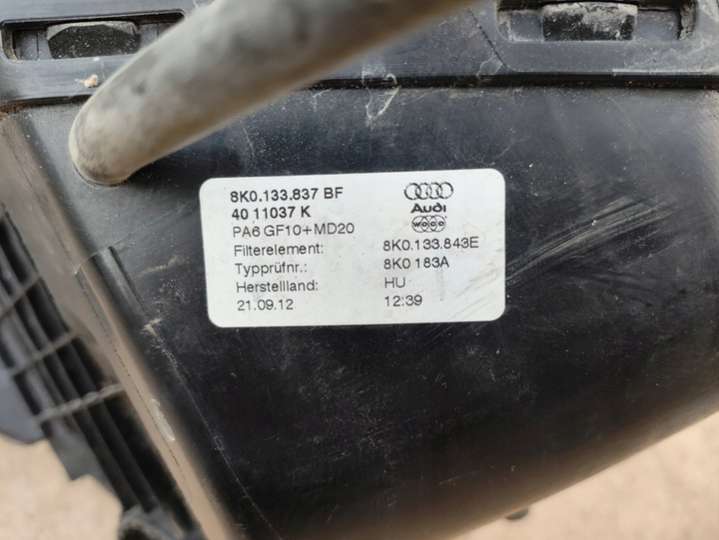 8K0.133.837 BF
40 11037 K
Audi
woco
PA6 GF10+MD20
Filterelement: 8K0.133.843E
Typprüfnr.: 8K0 183A
Herstellland: HU
21.09.12 12:39